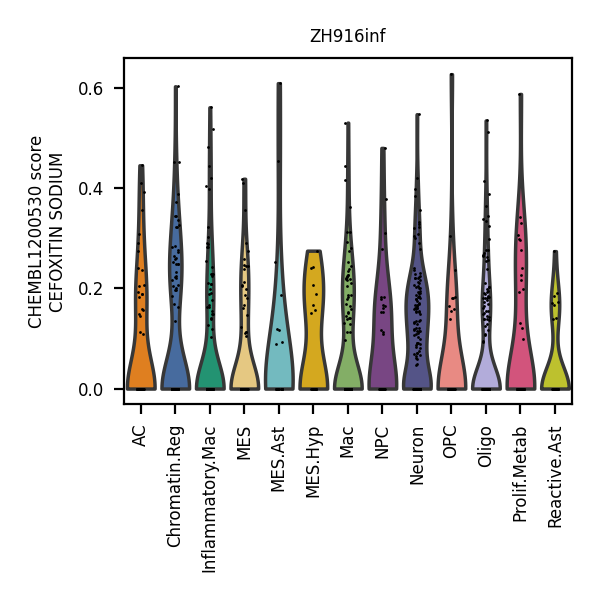 ZH916inf
CHEMBL1200530 score
CEFOXITIN SODIUM
0.6
0.4
0.2
0.0
AC
Chromatin.Reg
Inflammatory.Mac
MES
MES.Ast
MES.Hyp
Mac
NPC
Neuron
OPC
Oligo
Prolif.Metab
Reactive.Ast